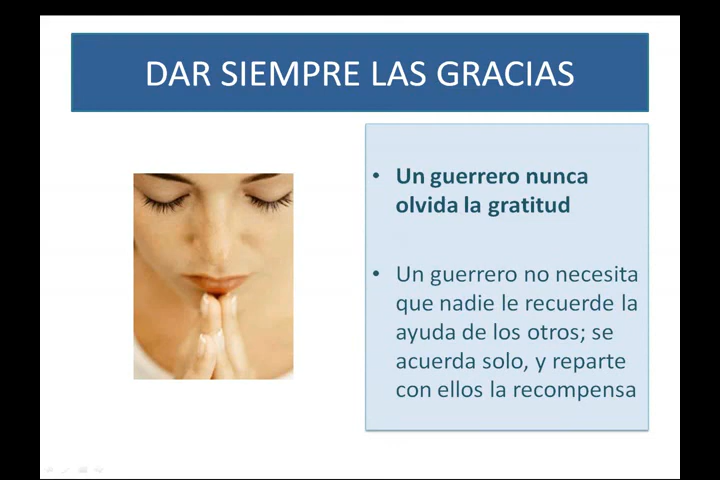 DAR SIEMPRE LAS GRACIAS
• Un guerrero nunca
olvida la gratitud
• Un guerrero no necesita
que nadie le recuerde la
ayuda de los otros; se
acuerda solo, y reparte
con ellos la recompensa